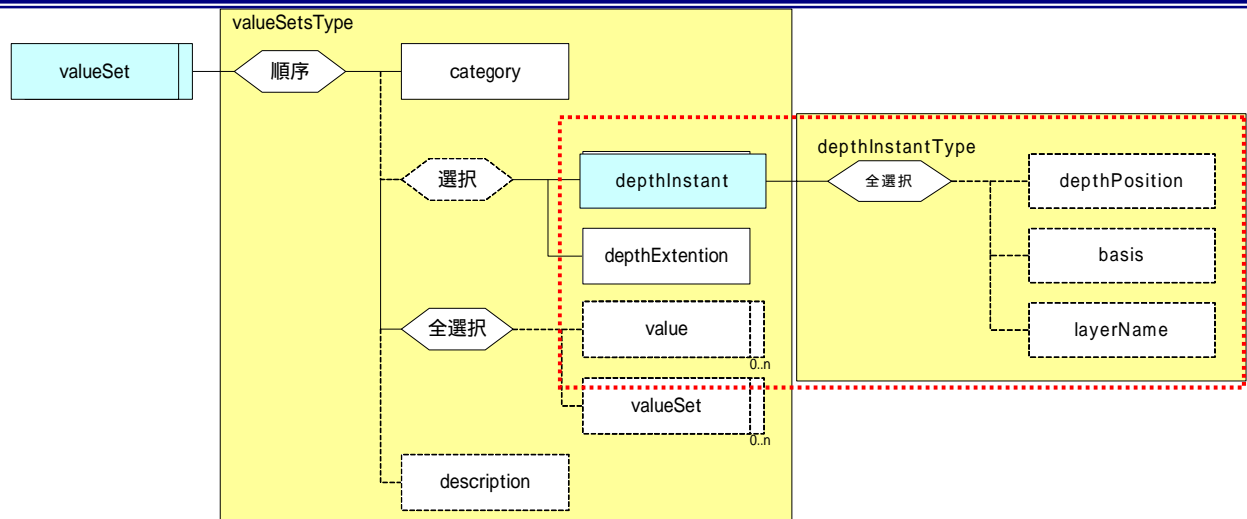 valueSetsType
valueSet
順序
category
depthInstantType
選択
depthInstant
全選択
depthPosition
depthExtention
basis
全選択
value
layerName
0..n
valueSet
0..n
description